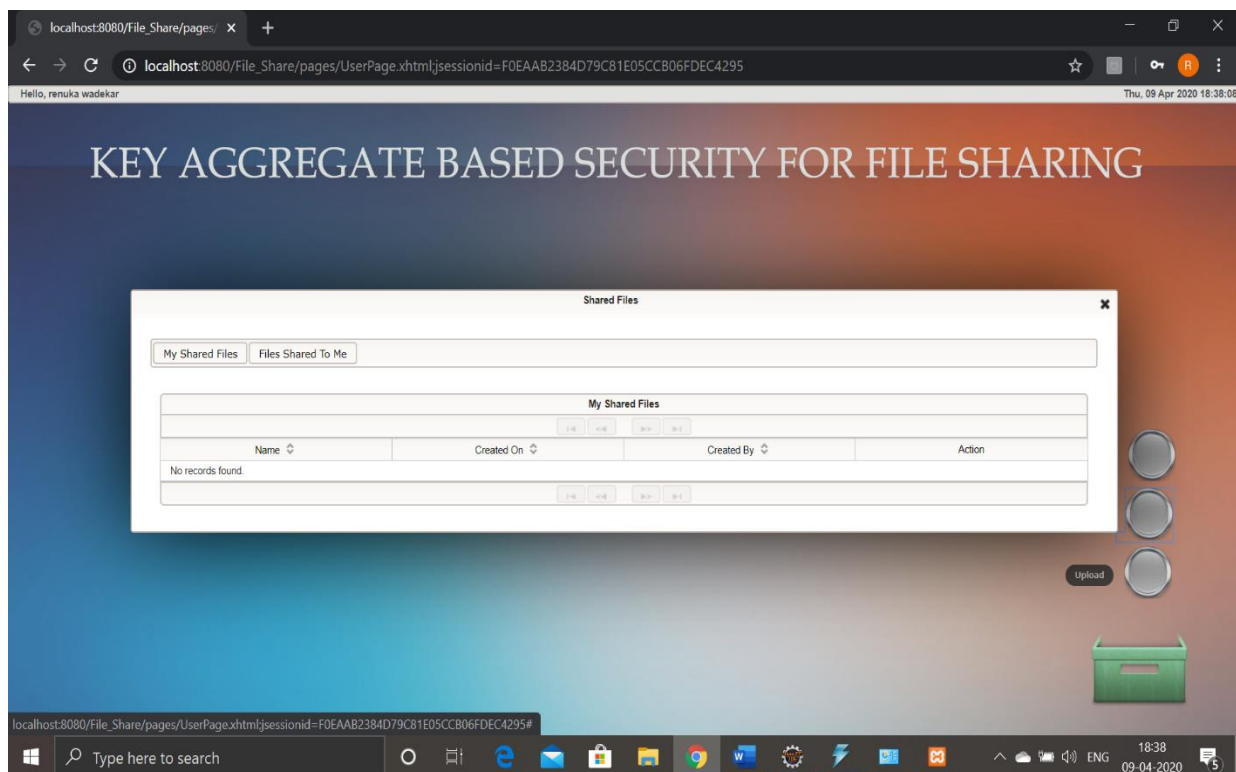 localhost:8080/File_Share/pages/
localhost:8080/File_Share/pages/UserPage.xhtml;jsessionid=F0EAAB2384D79C81E05CCB06FDEC4295
R
Hello, renuka wadekar
Thu, 09 Apr 2020 18:38:08
KEY AGGREGATE BASED SECURITY FOR FILE SHARING
Shared Files
My Shared Files
Files Shared To Me
My Shared Files
Name
Created On
Created By
Action
No records found.
Upload
localhost:8080/File_Share/pages/UserPage.xhtml;jsessionid=F0EAAB2384D79C81E05CCB06FDEC4295#
Type here to search
ENG
18:38
09-04-2020
5